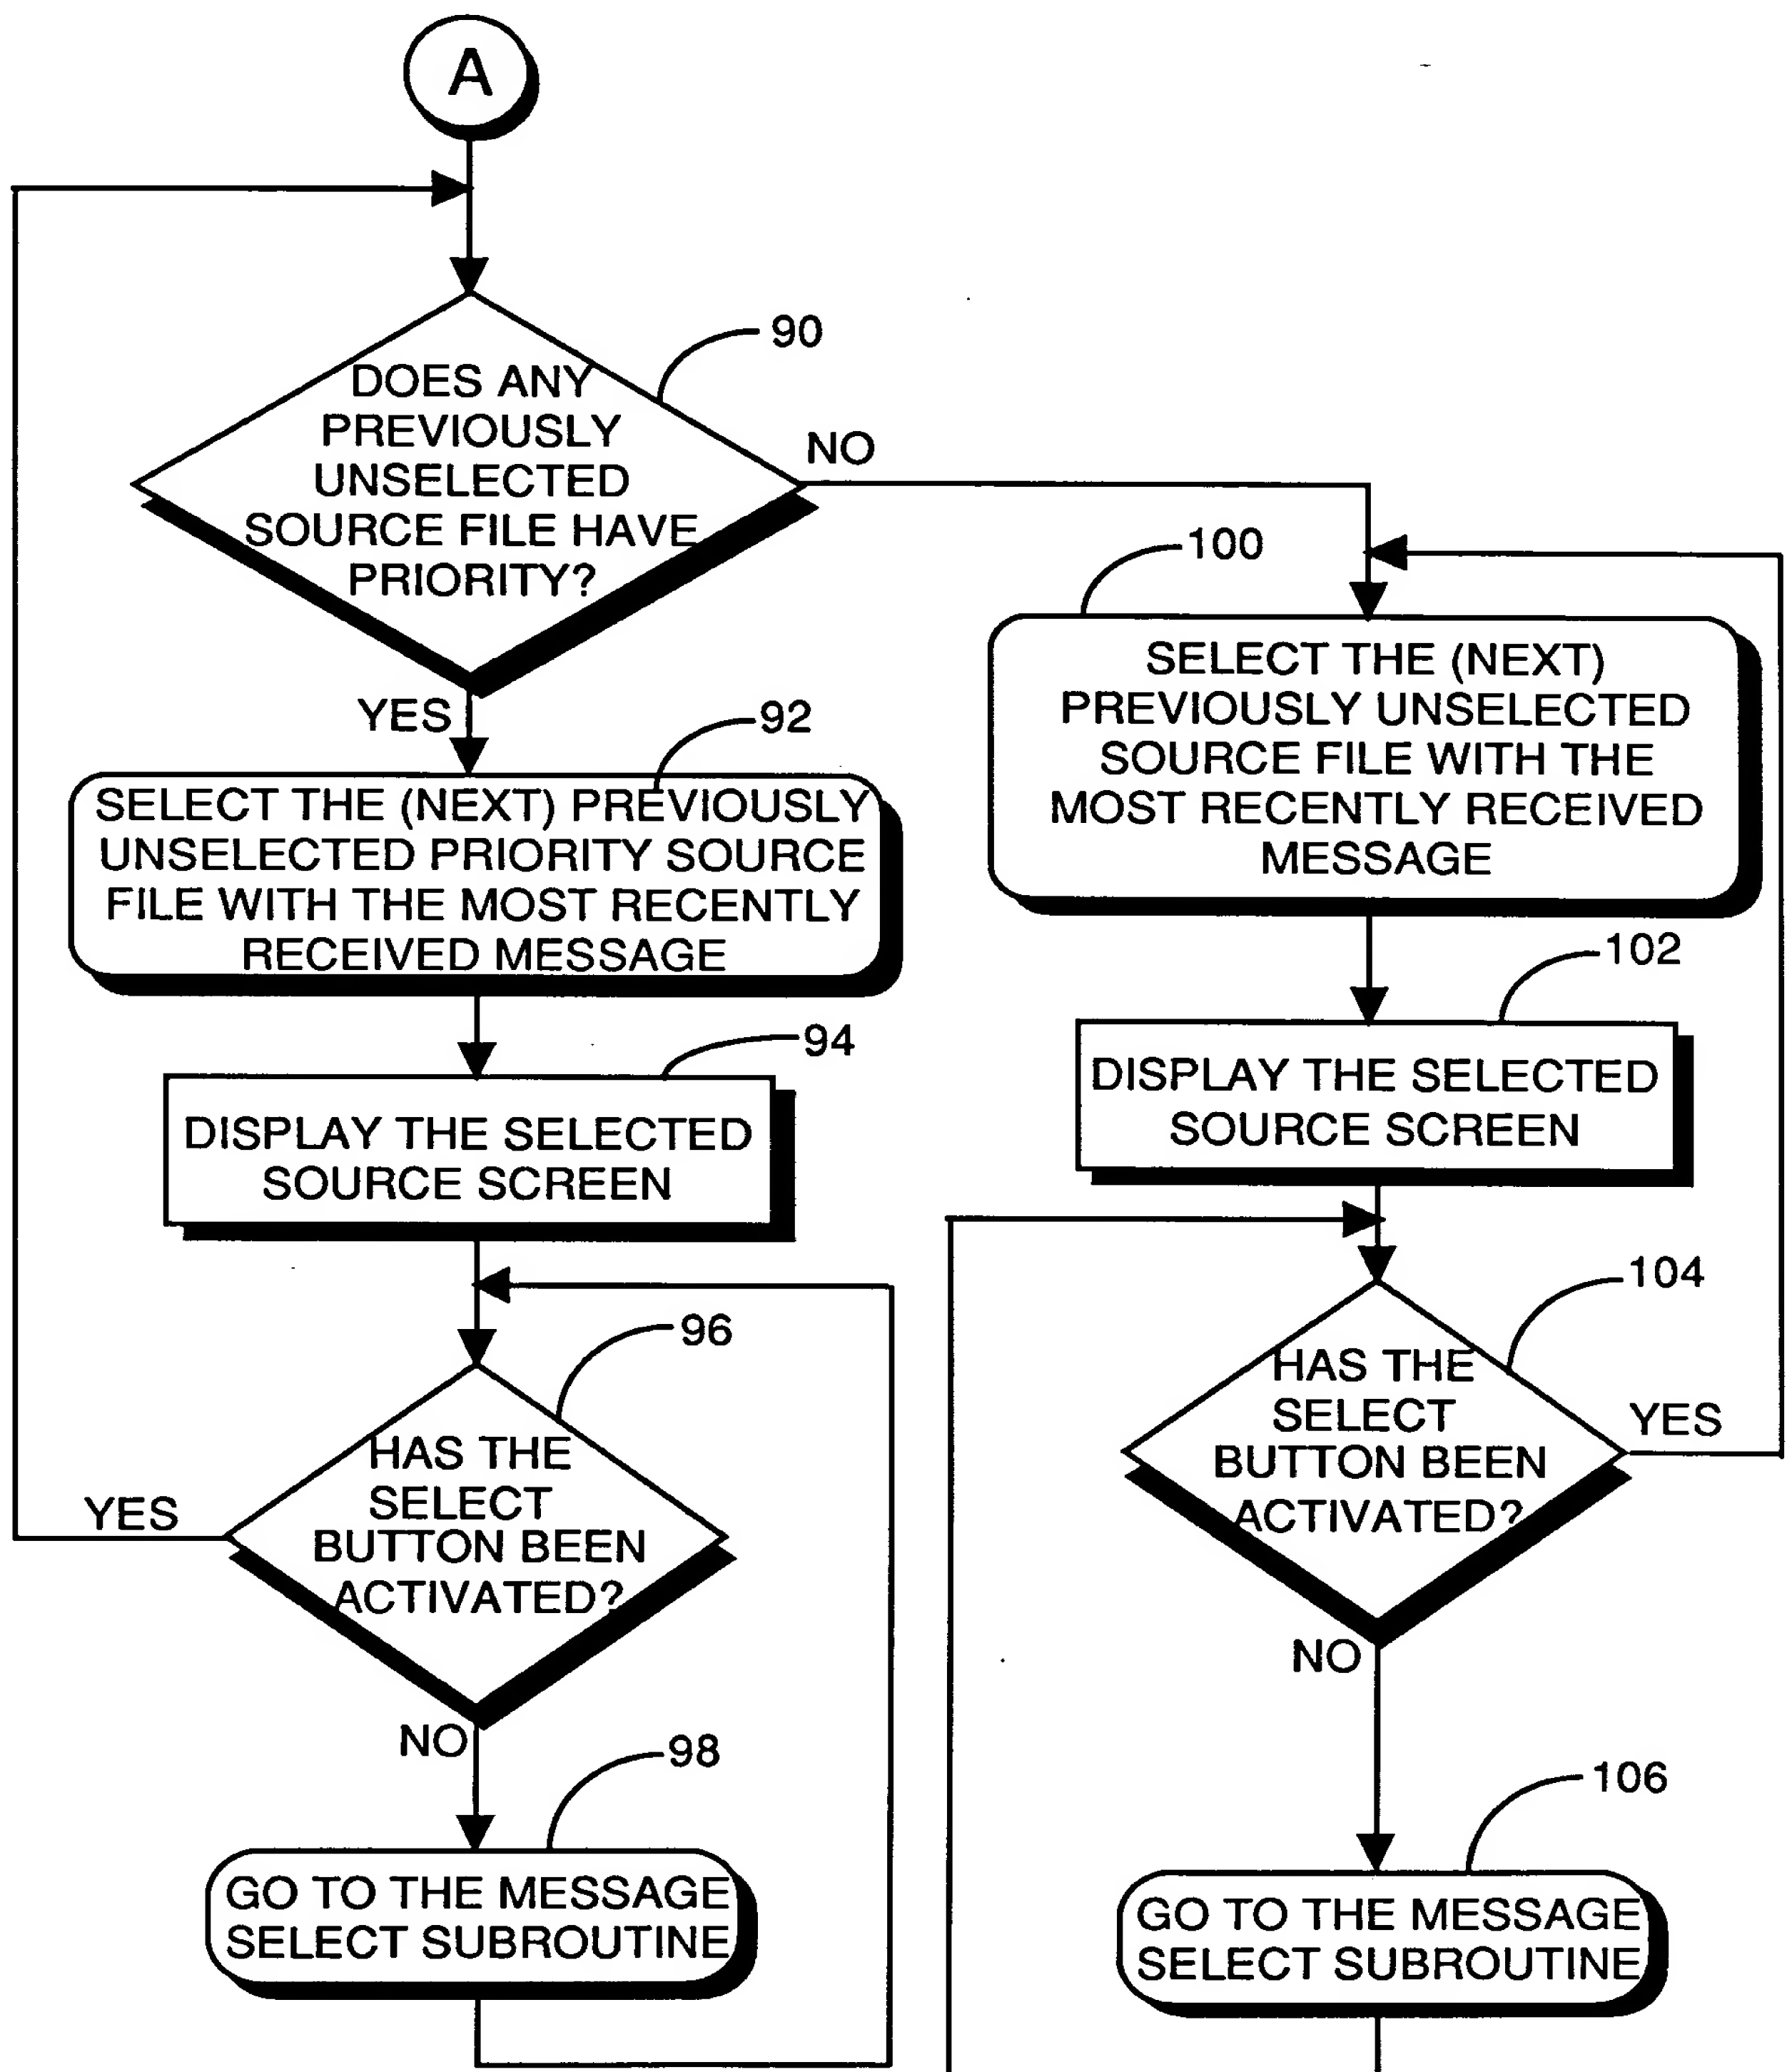 A
90
DOES ANY
PREVIOUSLY
UNSELECTED
SOURCE FILE HAVE
PRIORITY?
NO
YES
92
SELECT THE (NEXT) PREVIOUSLY
UNSELECTED PRIORITY SOURCE
FILE WITH THE MOST RECENTLY
RECEIVED MESSAGE
94
DISPLAY THE SELECTED
SOURCE SCREEN
96
HAS THE
SELECT
BUTTON BEEN
ACTIVATED?
YES
NO
98
GO TO THE MESSAGE
SELECT SUBROUTINE
100
SELECT THE (NEXT)
PREVIOUSLY UNSELECTED
SOURCE FILE WITH THE
MOST RECENTLY RECEIVED
MESSAGE
102
DISPLAY THE SELECTED
SOURCE SCREEN
104
HAS THE
SELECT
BUTTON BEEN
ACTIVATED?
YES
NO
106
GO TO THE MESSAGE
SELECT SUBROUTINE